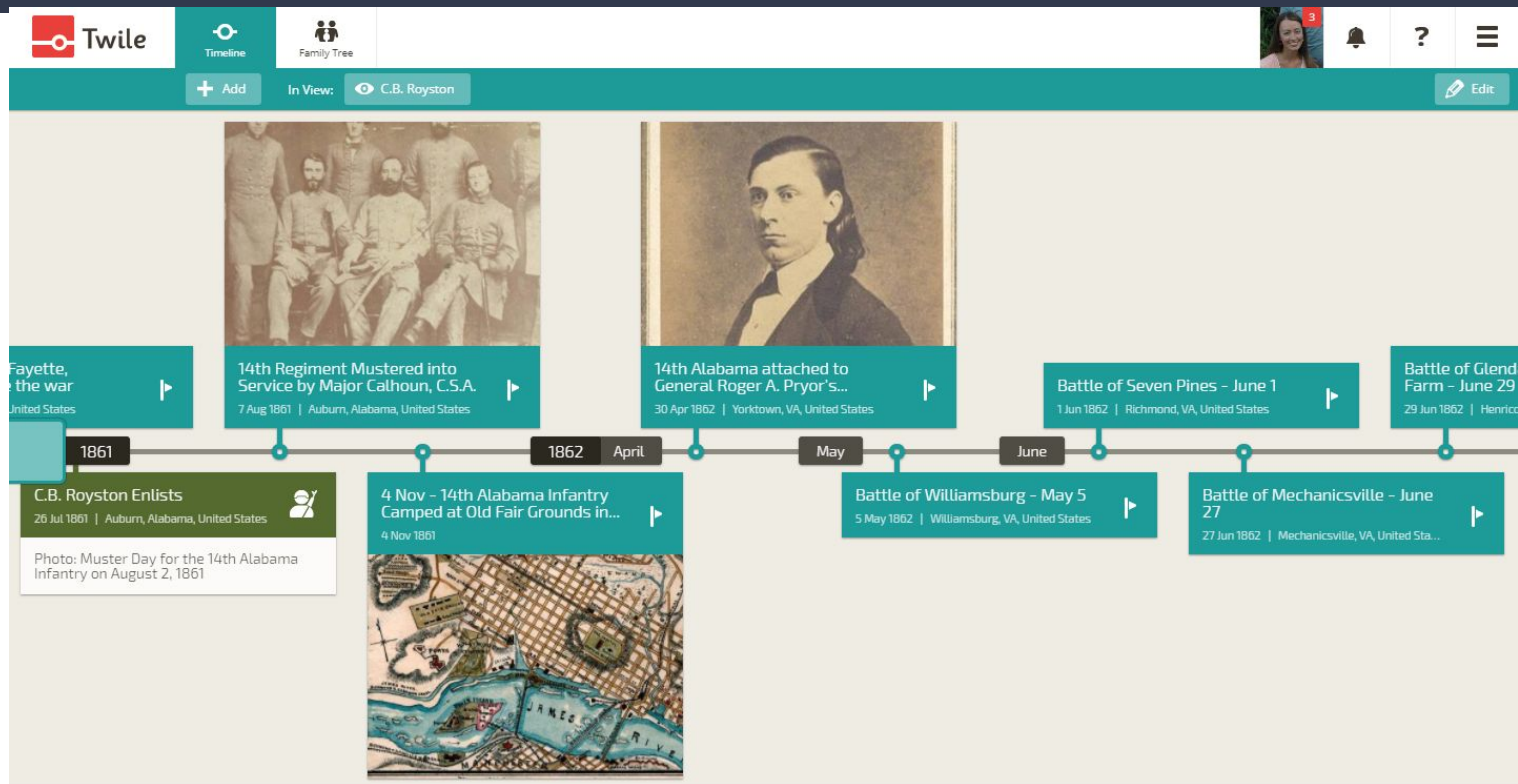 Twile
Timeline
Family Tree
3
?
Add
In View:
C.B. Royston
Edit
Fayette,
the war
United States
14th Regiment Mustered into
Service by Major Calhoun, C.S.A.
7 Aug 1861 | Auburn, Alabama, United States
14th Alabama attached to
General Roger A. Pryor's...
30 Apr 1862 | Yorktown, VA, United States
Battle of Seven Pines - June 1
1 Jun 1862 | Richmond, VA, United States
Battle of Glend
Farm - June 29
29 Jun 1862 | Henrico
1861
1862
April
May
June
C.B. Royston Enlists
26 Jul 1861 | Auburn, Alabama, United States
Photo: Muster Day for the 14th Alabama
Infantry on August 2, 1861
4 Nov - 14th Alabama Infantry
Camped at Old Fair Grounds in...
4 Nov 1861
Battle of Williamsburg - May 5
5 May 1862 | Williamsburg, VA, United States
Battle of Mechanicsville - June
27
27 Jun 1862 | Mechanicsville, VA, United Sta...
JAMES
RIVER